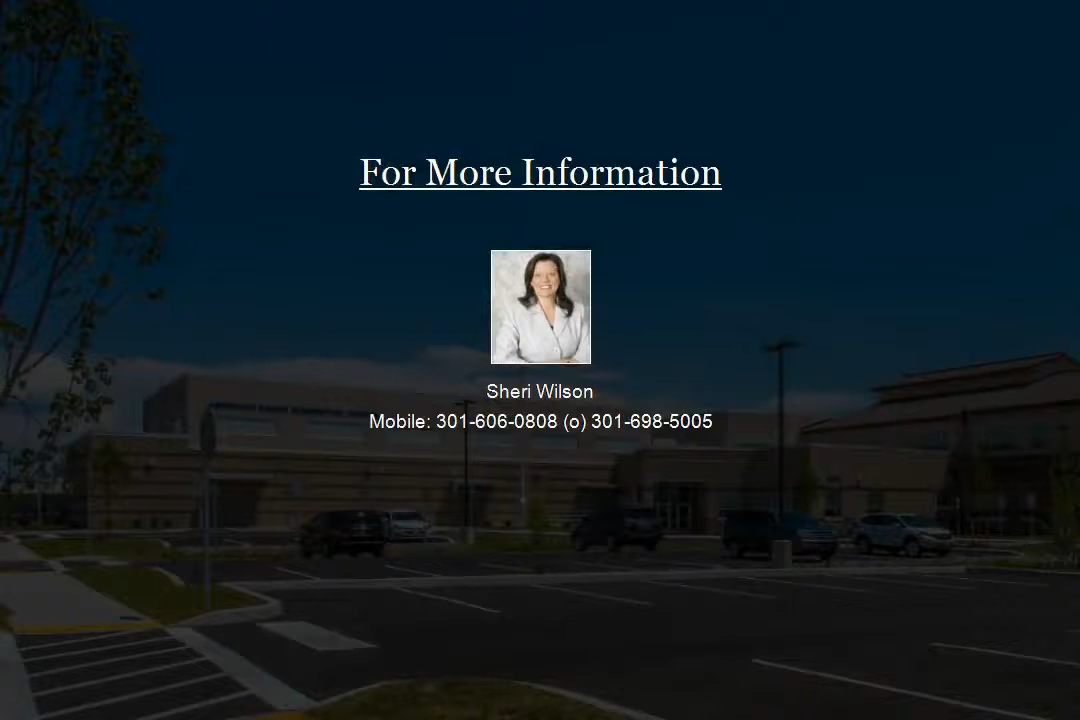 For More Information
Sheri Wilson
Mobile: 301-606-0808 (o) 301-698-5005